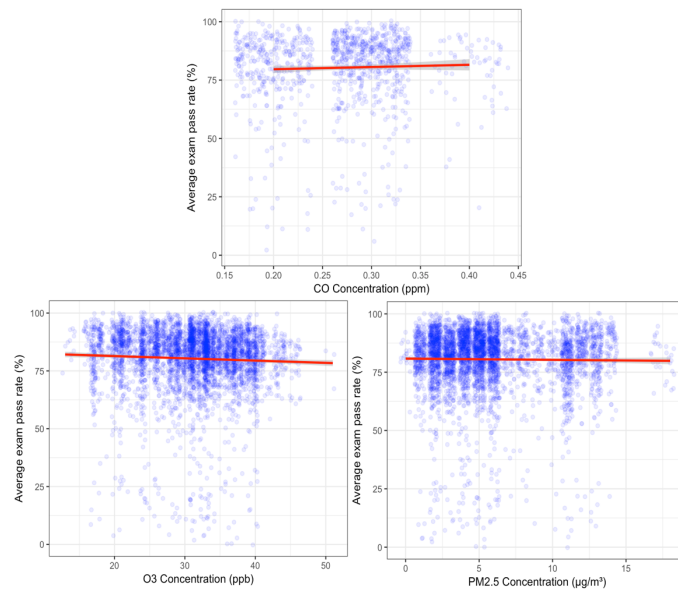 Average exam pass rate (%)
100
75
50
25
0
0.15 0.20 0.25 0.30 0.35 0.40 0.45
CO Concentration (ppm)
Average exam pass rate (%)
100
75
50
25
0
20 30 40 50
O3 Concentration (ppb)
Average exam pass rate (%)
100
75
50
25
0
0 5 10 15
PM2.5 Concentration (µg/m³)